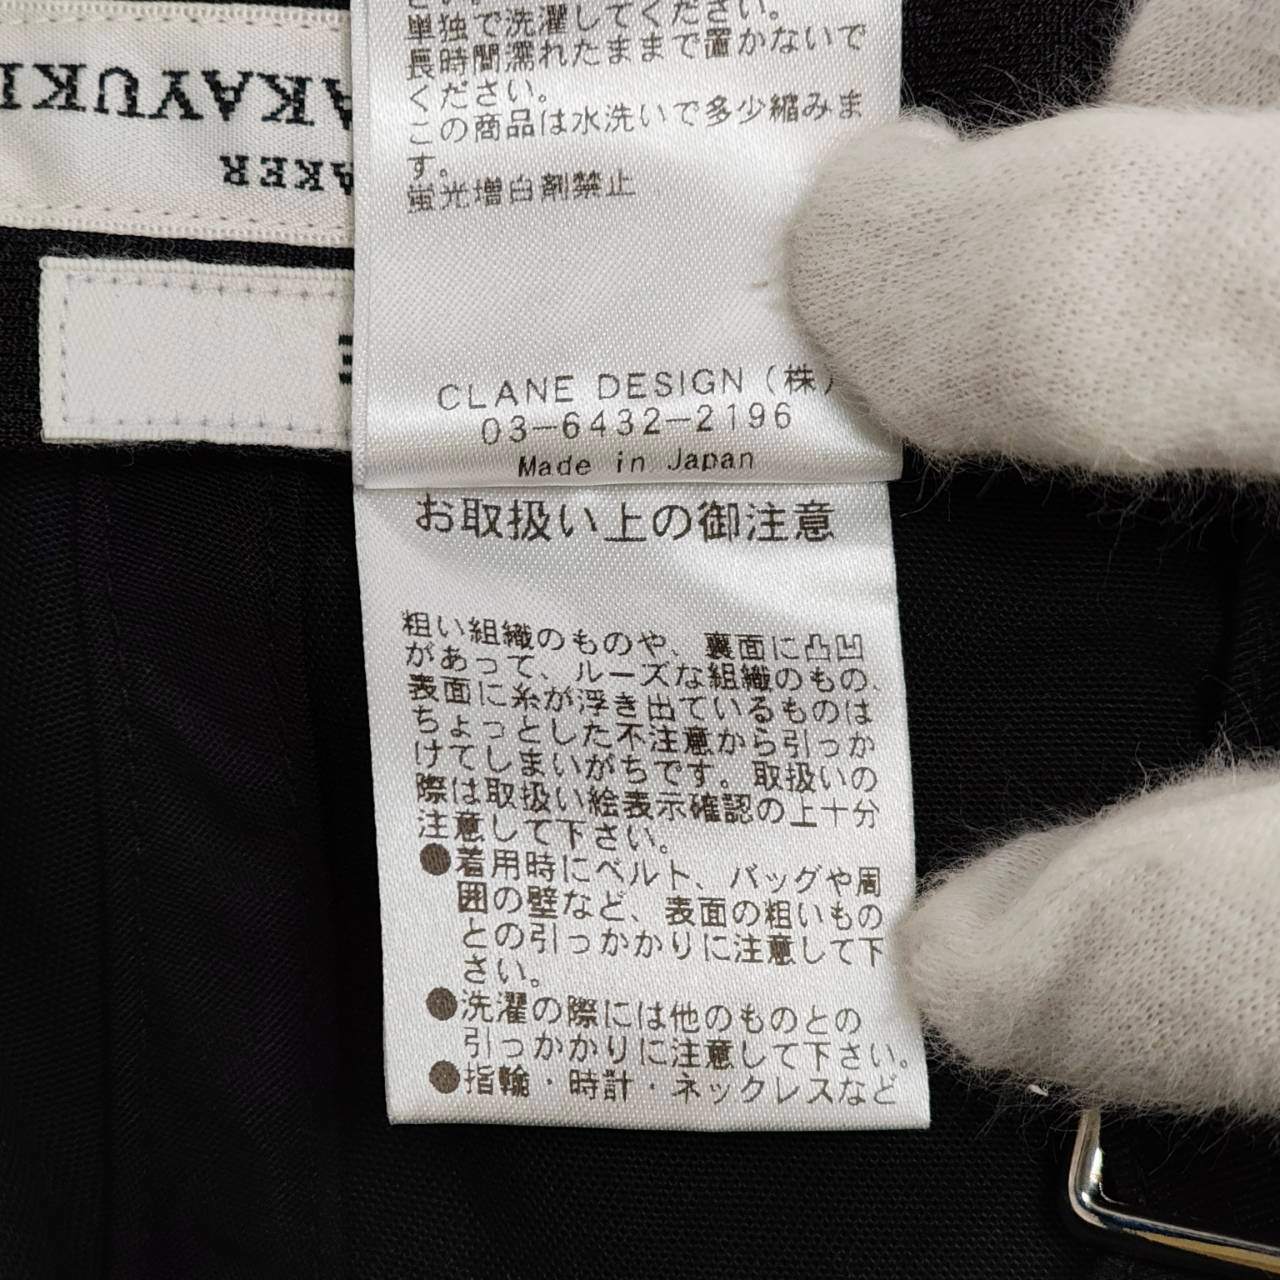 さい。
単独で洗濯してください。
長時間濡れたままで置かないで
ください。
この商品は水洗いで多少縮みま
す。
蛍光増白剤禁止
CLANE DESIGN (株)
03-6432-2196
Made in Japan
お取扱い上の御注意
粗い組織のものや、裏面に凸凹
があって、ルーズな組織のもの、
表面に糸が浮き出ているものは
ちょっとした不注意から引っか
けてしまいがちです。取扱いの
際は取扱い絵表示確認の上十分
注意して下さい。
●着用時にベルト、バッグや周
囲の壁など、表面の粗いもの
との引っかかりに注意して下
さい。
●洗濯の際には他のものとの
引っかかりに注意して下さい。
●指輪・時計・ネックレスなど
AKER
AKAYUKI